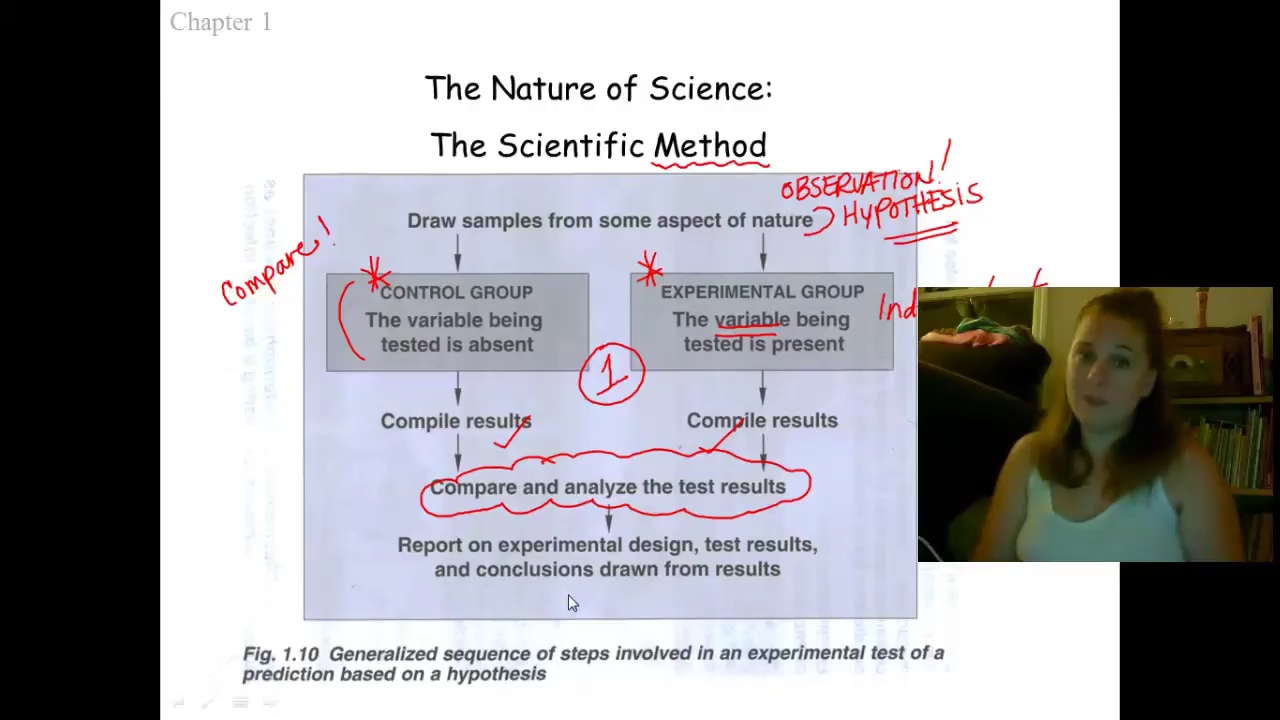 Chapter 1
The Nature of Science:
The Scientific Method
OBSERVATION!
HYPOTHESIS
Draw samples from some aspect of nature
Compare!
CONTROL GROUP
The variable being
tested is absent
EXPERIMENTAL GROUP
The variable being
tested is present
1
Compile results
Compile results
Compare and analyze the test results
Report on experimental design, test results,
and conclusions drawn from results
Fig. 1.10 Generalized sequence of steps involved in an experimental test of a
prediction based on a hypothesis